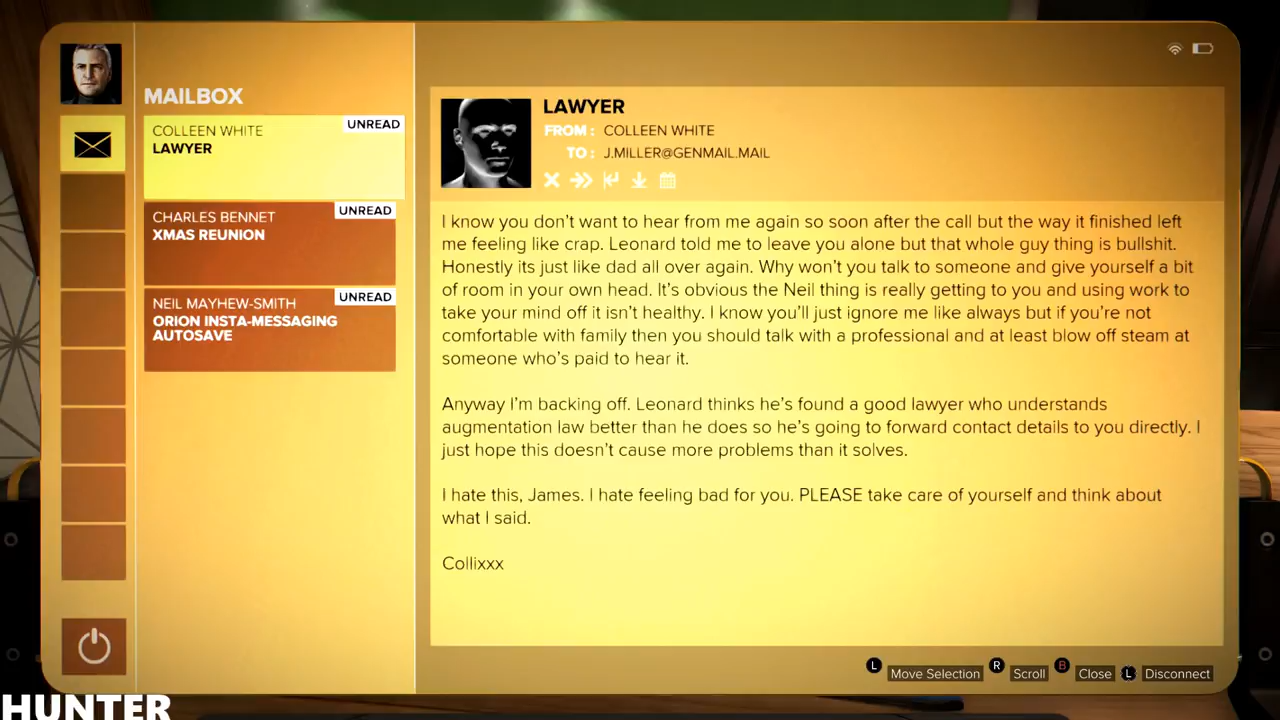 MAILBOX
COLLEEN WHITE
UNREAD
LAWYER
CHARLES BENNET
UNREAD
XMAS REUNION
NEIL MAYHEW-SMITH
UNREAD
ORION INSTA-MESSAGING
AUTOSAVE
LAWYER
FROM : COLLEEN WHITE
TO : J.MILLER@GENMAIL.MAIL
I know you don't want to hear from me again so soon after the call but the way it finished left
me feeling like crap. Leonard told me to leave you alone but that whole guy thing is bullshit.
Honestly its just like dad all over again. Why won't you talk to someone and give yourself a bit
of room in your own head. It's obvious the Neil thing is really getting to you and using work to
take your mind off it isn't healthy. I know you'll just ignore me like always but if you're not
comfortable with family then you should talk with a professional and at least blow off steam at
someone who's paid to hear it.
Anyway I'm backing off. Leonard thinks he's found a good lawyer who understands
augmentation law better than he does so he's going to forward contact details to you directly. I
just hope this doesn't cause more problems than it solves.
I hate this, James. I hate feeling bad for you. PLEASE take care of yourself and think about
what I said.
Collixxx
L Move Selection R Scroll B Close L Disconnect
HUNTER